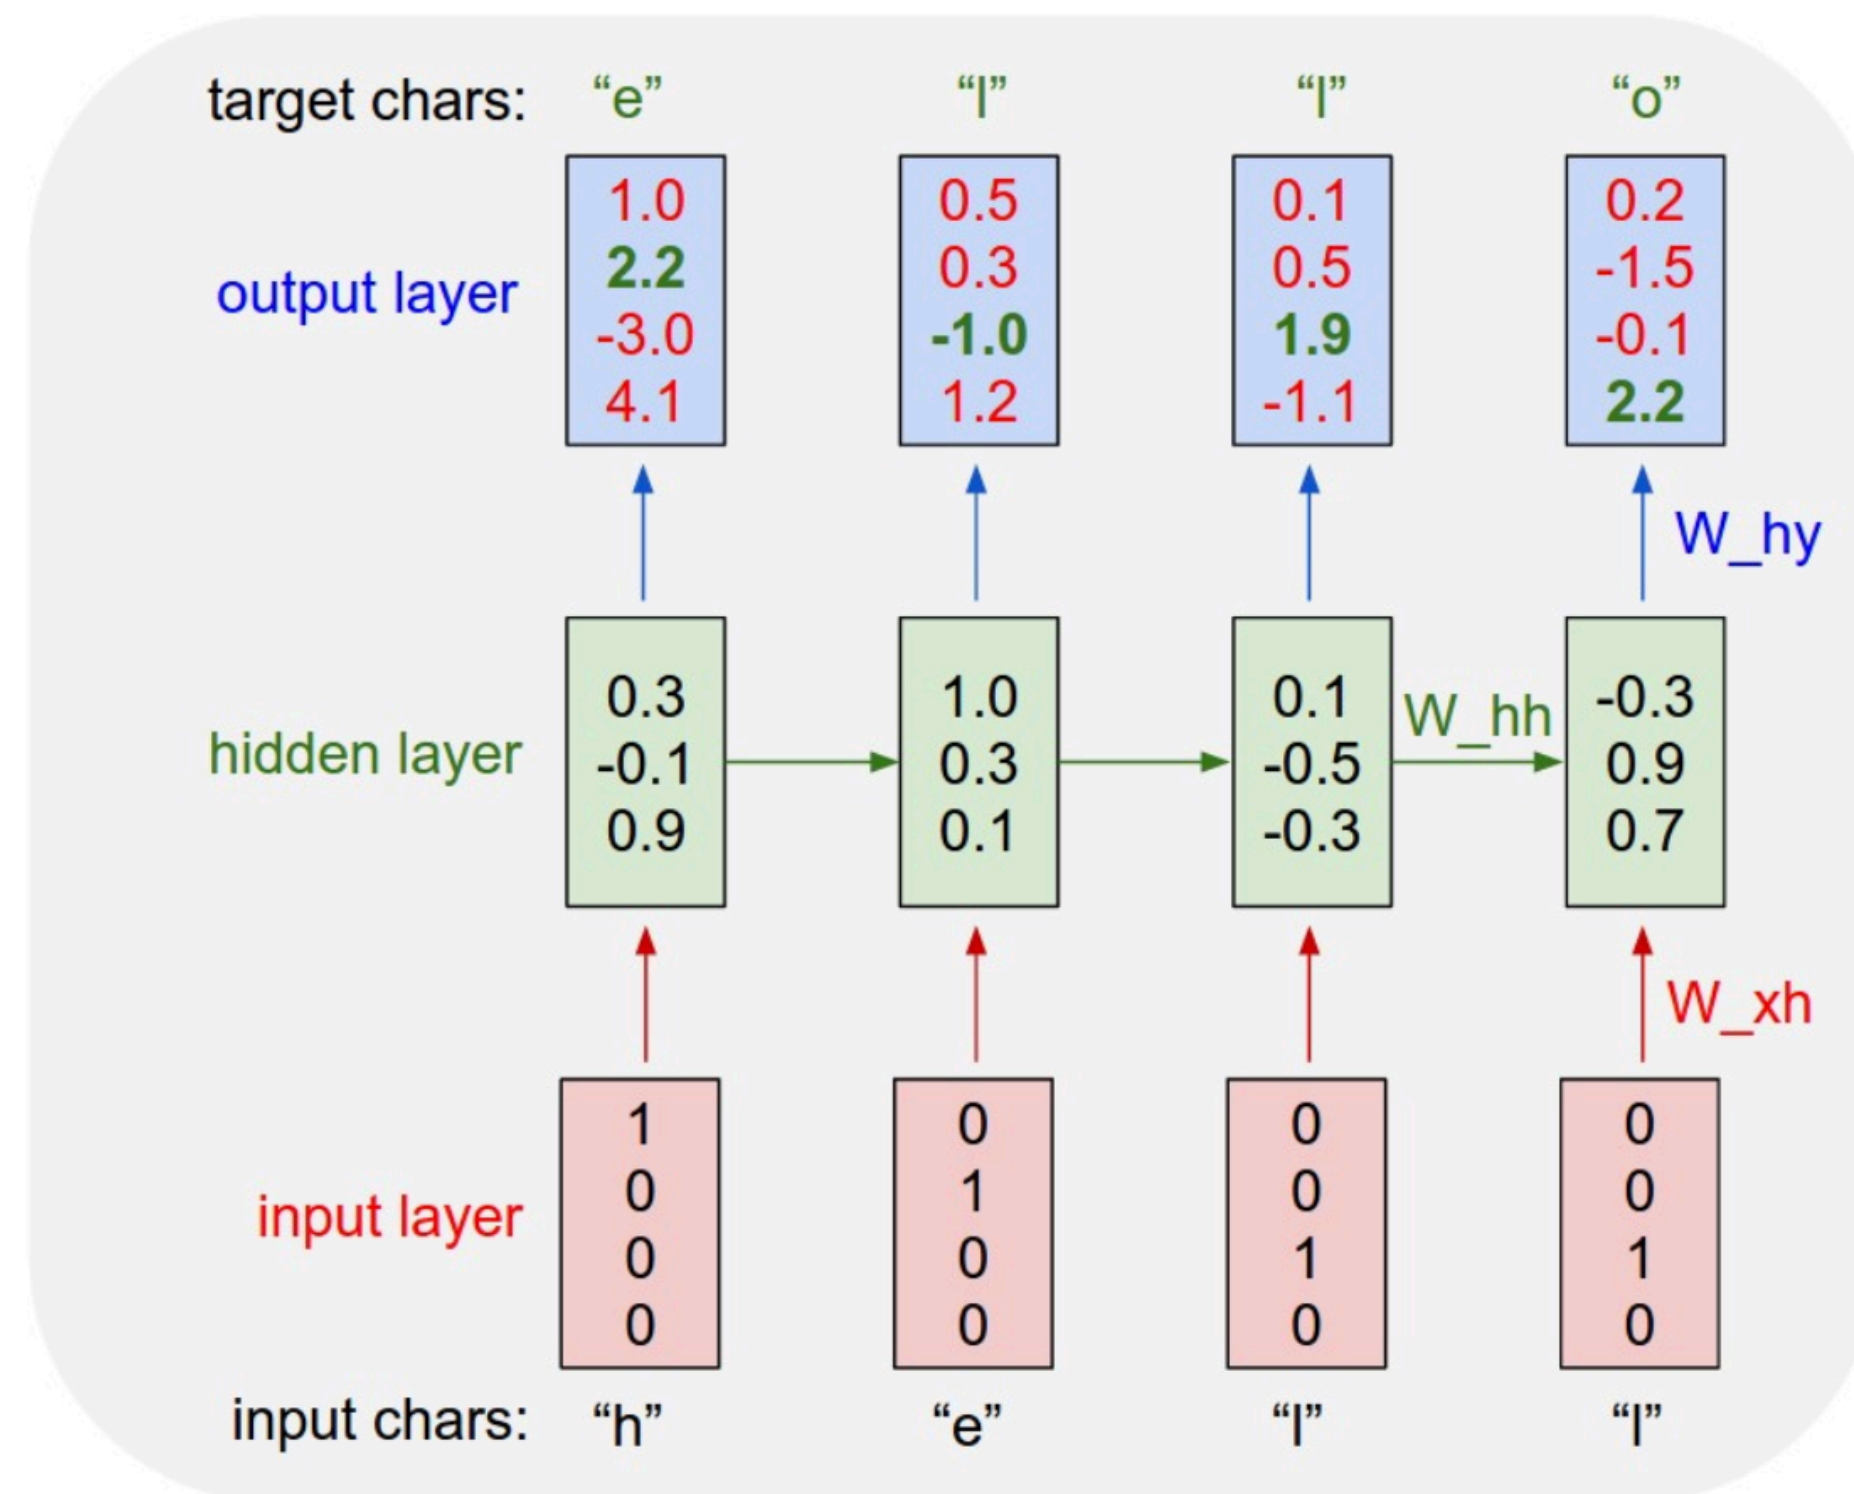 target chars: “e” “l” “l” “o”
1.0 0.5 0.1 0.2
2.2 0.3 0.5 -1.5
output layer
-3.0 -1.0 1.9 -0.1
4.1 1.2 -1.1 2.2
W_hy
0.3 1.0 0.1 W_hh -0.3
hidden layer -0.1 0.3 -0.5 0.9
0.9 0.1 -0.3 0.7
W_xh
1 0 0 0
0 1 0 0
input layer
0 0 1 1
0 0 0 0
input chars: “h” “e” “l” “l”